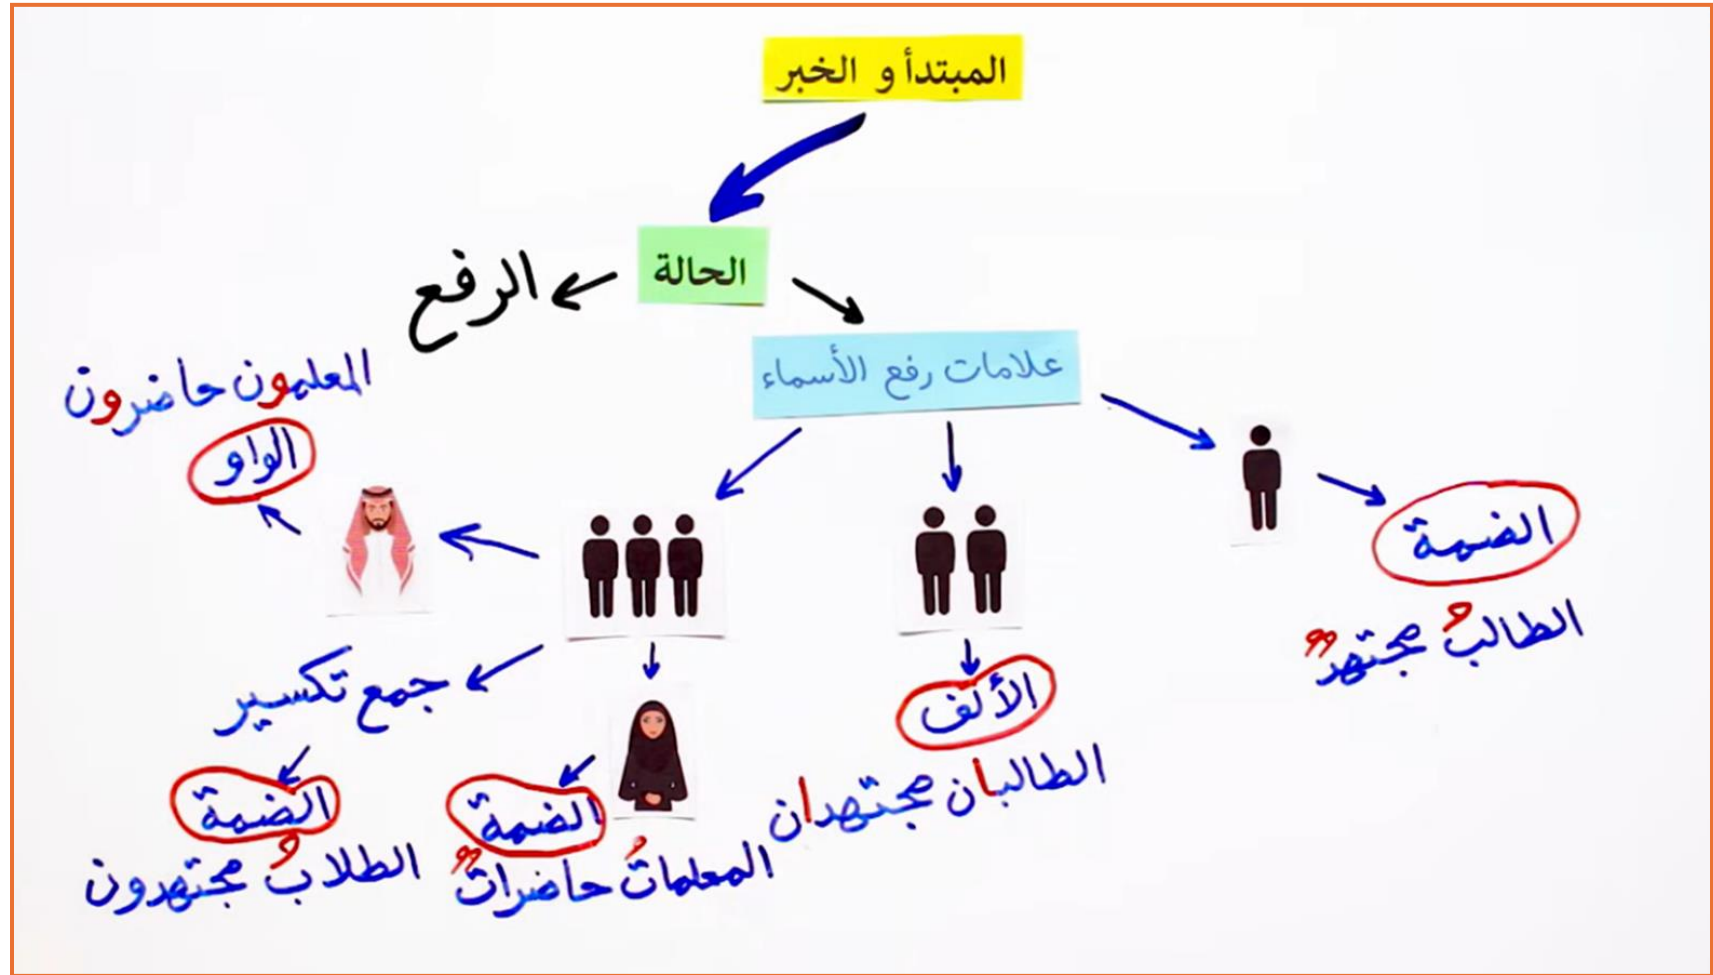 المبتدأ و الخبر
الحالة
الرفع
علامات رفع الأسماء
الضمة
الطالبُ مجتهدٌ
الألف
الطالبان مجتهدان
المعلمون حاضرون
الواو
جمع تكسير
الضمة
المعلماتُ حاضراتٌ
الضمة
الطلابُ مجتهدون